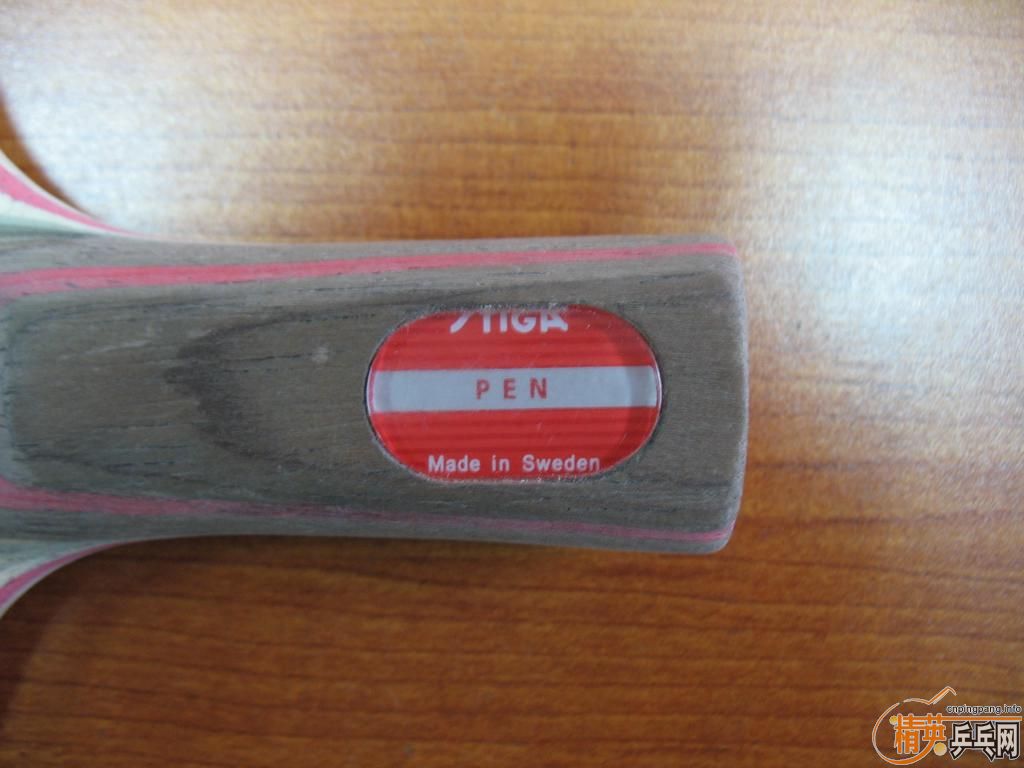 STIGA
PEN
Made in Sweden
cnpingpang.info
精英乒乓网